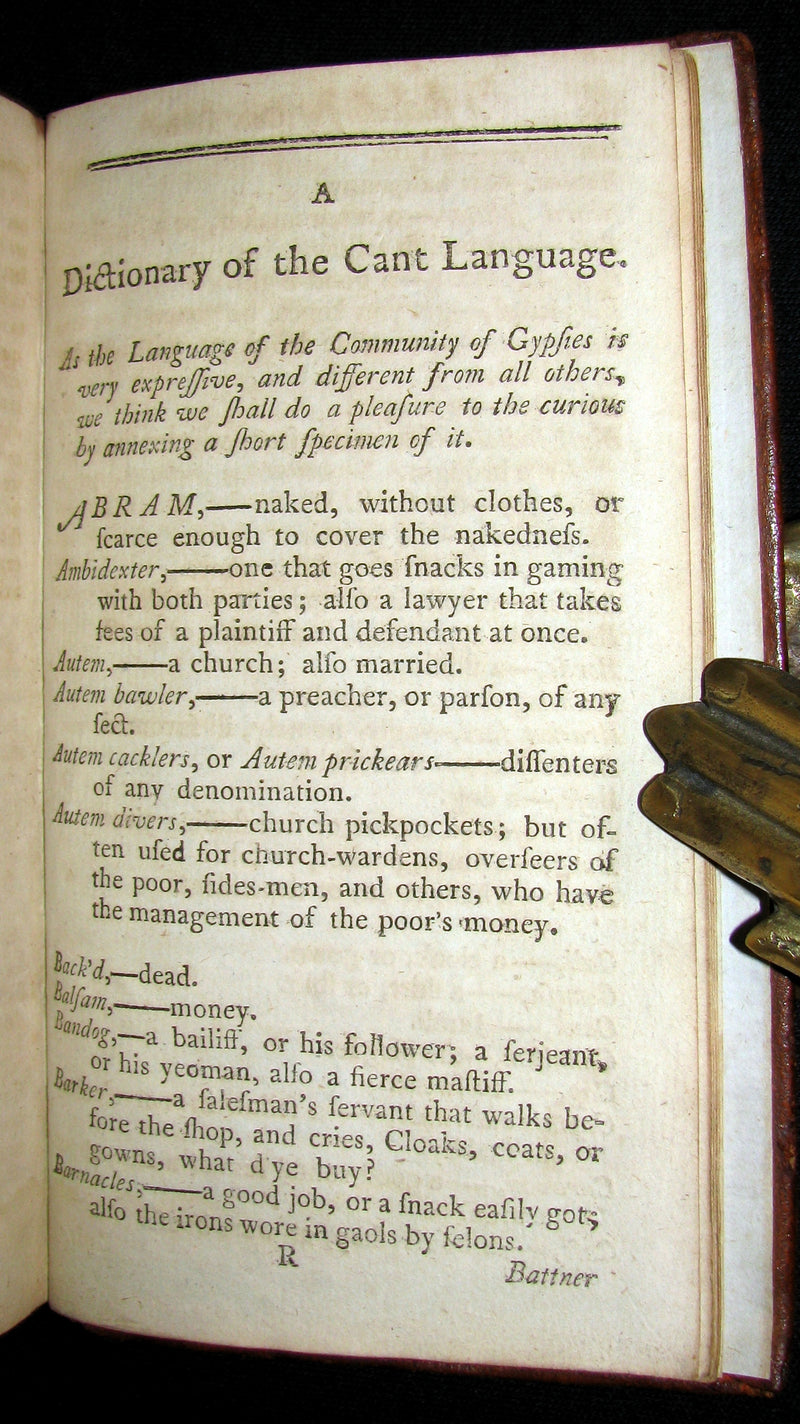 A
Dictionary of the Cant Language.
As the Language of the Community of Gypſies is
very expreſſive, and different from all others,
we think we ſhall do a pleaſure to the curious
by annexing a ſhort ſpecimen of it.
ABRAM,——naked, without clothes, or
ſcarce enough to cover the nakedneſs.
Ambidexter,——one that goes ſnacks in gaming
with both parties; alſo a lawyer that takes
fees of a plaintiff and defendant at once.
Autem,——a church; alſo married.
Autem bawler,——a preacher, or parſon, of any
ſect.
Autem cacklers, or Autem prickears——diſſenters
of any denomination.
Autem divers,——church pickpockets; but of-
ten uſed for church-wardens, overſeers of
the poor, ſides-men, and others, who have
the management of the poor's money.
Back'd,—dead.
Balſam,——money.
Bandog,—a bailiff, or his follower; a ſerjeant,
or his yeoman, alſo a fierce maſtiff.
Barker,——a ſaleſman's ſervant that walks be-
fore the ſhop, and cries, Cloaks, coats, or
gowns, what d'ye buy?
Barnacles,——a good job, or a ſnack eaſily got;
alſo the irons wore in gaols by felons.
R
Battner